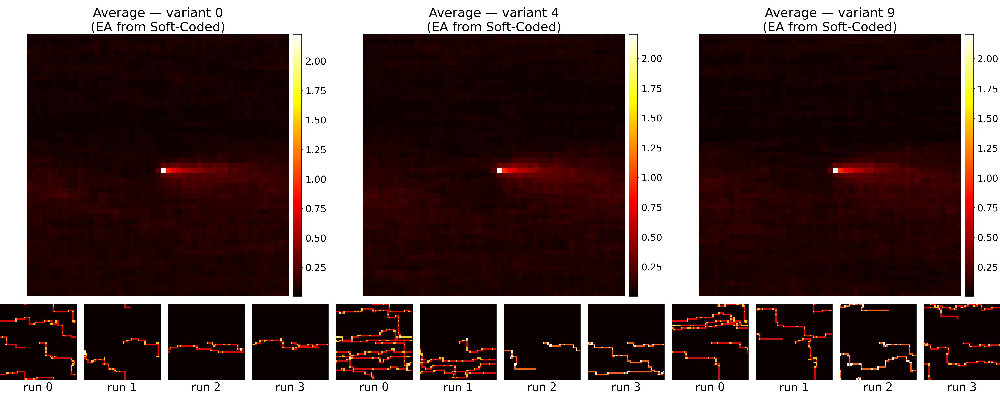 Average — variant 0
(EA from Soft-Coded)
2.00
1.75
1.50
1.25
1.00
0.75
0.50
0.25
Average — variant 4
(EA from Soft-Coded)
2.00
1.75
1.50
1.25
1.00
0.75
0.50
0.25
Average — variant 9
(EA from Soft-Coded)
2.00
1.75
1.50
1.25
1.00
0.75
0.50
0.25
run 0
run 1
run 2
run 3
run 0
run 1
run 2
run 3
run 0
run 1
run 2
run 3